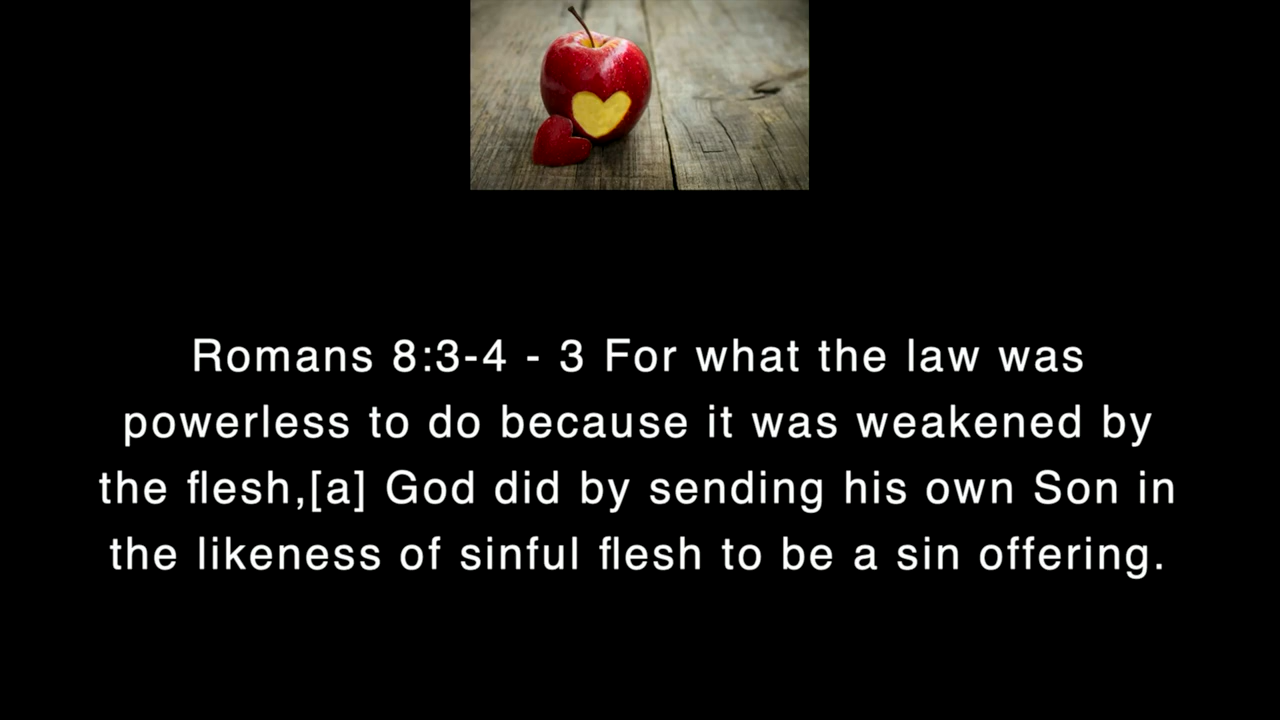 Romans 8:3-4 - 3 For what the law was
powerless to do because it was weakened by
the flesh,[a] God did by sending his own Son in
the likeness of sinful flesh to be a sin offering.